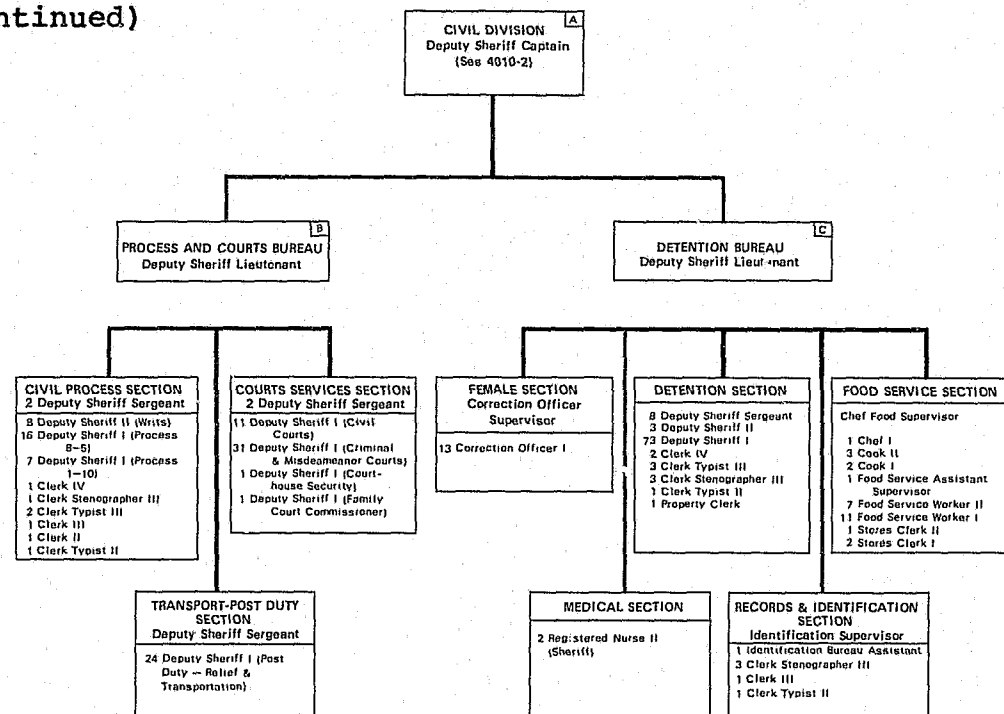 ntinued)
A
CIVIL DIVISION
Deputy Sheriff Captain
(See 4010-2)
B
PROCESS AND COURTS BUREAU
Deputy Sheriff Lieutenant
C
DETENTION BUREAU
Deputy Sheriff Lieutenant
CIVIL PROCESS SECTION
2 Deputy Sheriff Sergeant
8 Deputy Sheriff II (Writs)
16 Deputy Sheriff I (Process
8-5)
7 Deputy Sheriff I (Process
1-10)
1 Clerk IV
1 Clerk Stenographer III
2 Clerk Typist III
1 Clerk III
1 Clerk II
1 Clerk Typist II
COURTS SERVICES SECTION
2 Deputy Sheriff Sergeant
11 Deputy Sheriff I (Civil
Courts)
31 Deputy Sheriff I (Criminal
& Misdeameanor Courts)
1 Deputy Sheriff I (Court-
house Security)
1 Deputy Sheriff I (Family
Court Commissioner)
FEMALE SECTION
Correction Officer
Supervisor
13 Correction Officer I
DETENTION SECTION
8 Deputy Sheriff Sergeant
3 Deputy Sheriff II
73 Deputy Sheriff I
2 Clerk IV
3 Clerk Typist III
3 Clerk Stenographer III
1 Clerk Typist II
1 Property Clerk
FOOD SERVICE SECTION
Chef Food Supervisor
1 Chef I
3 Cook II
2 Cook I
1 Food Service Assistant
Supervisor
7 Food Service Worker II
11 Food Service Worker I
1 Stores Clerk II
2 Stores Clerk I
TRANSPORT-POST DUTY
SECTION
Deputy Sheriff Sergeant
24 Deputy Sheriff I (Post
Duty - Relief &
Transportation)
MEDICAL SECTION
2 Registered Nurse II
(Sheriff)
RECORDS & IDENTIFICATION
SECTION
Identification Supervisor
1 Identification Bureau Assistant
3 Clerk Stenographer III
1 Clerk III
1 Clerk Typist II